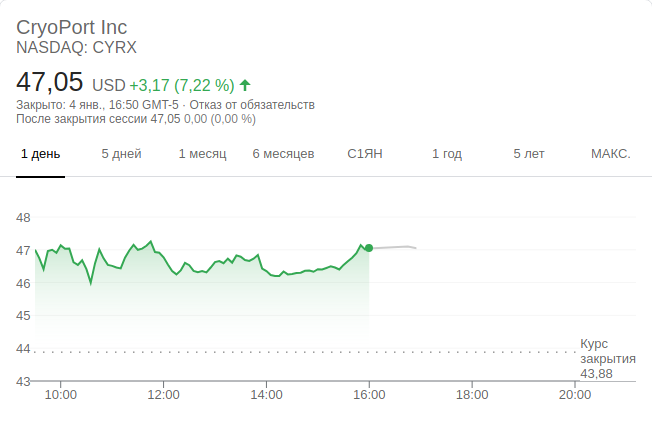 CryoPort Inc
NASDAQ: CYRX
47,05 USD +3,17 (7,22 %)
Закрыто: 4 янв., 16:50 GMT-5 · Отказ от обязательств
После закрытия сессии 47,05 0,00 (0,00 %)
1 день 5 дней 1 месяц 6 месяцев С1ЯН 1 год 5 лет МАКС.
48
47
46
45
44
Курс
закрытия
43,88
43
10:00 12:00 14:00 16:00 18:00 20:00